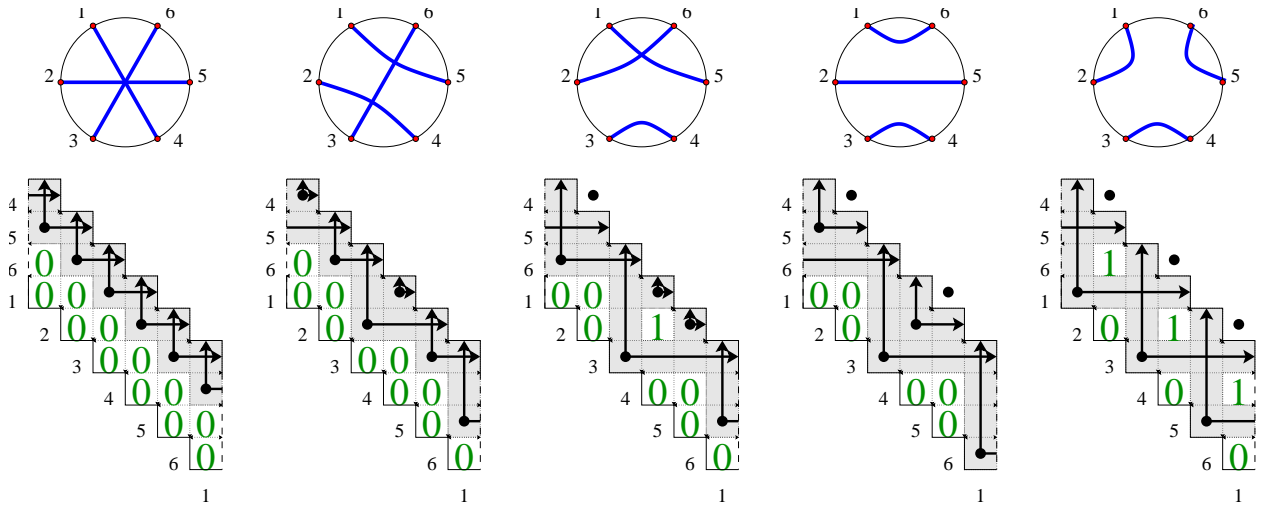 1 6 1 6 1 6 1 6 1 6
2 5 2 5 2 5 2 5 2 5
3 4 3 4 3 4 3 4 3 4
4 4 4 4 4
5 5 5 5 5
6 0 6 0 6 6 6 1
1 0 0 1 0 0 1 0 0 1 0 0 1
2 0 0 2 0 2 0 1 2 0 2 0 1
3 0 0 3 0 0 3 3 3
4 0 0 4 0 0 4 0 0 4 0 0 4 0 1
5 0 0 5 0 5 0 5 0 5
6 0 6 0 6 0 6 6 0
1 1 1 1 1